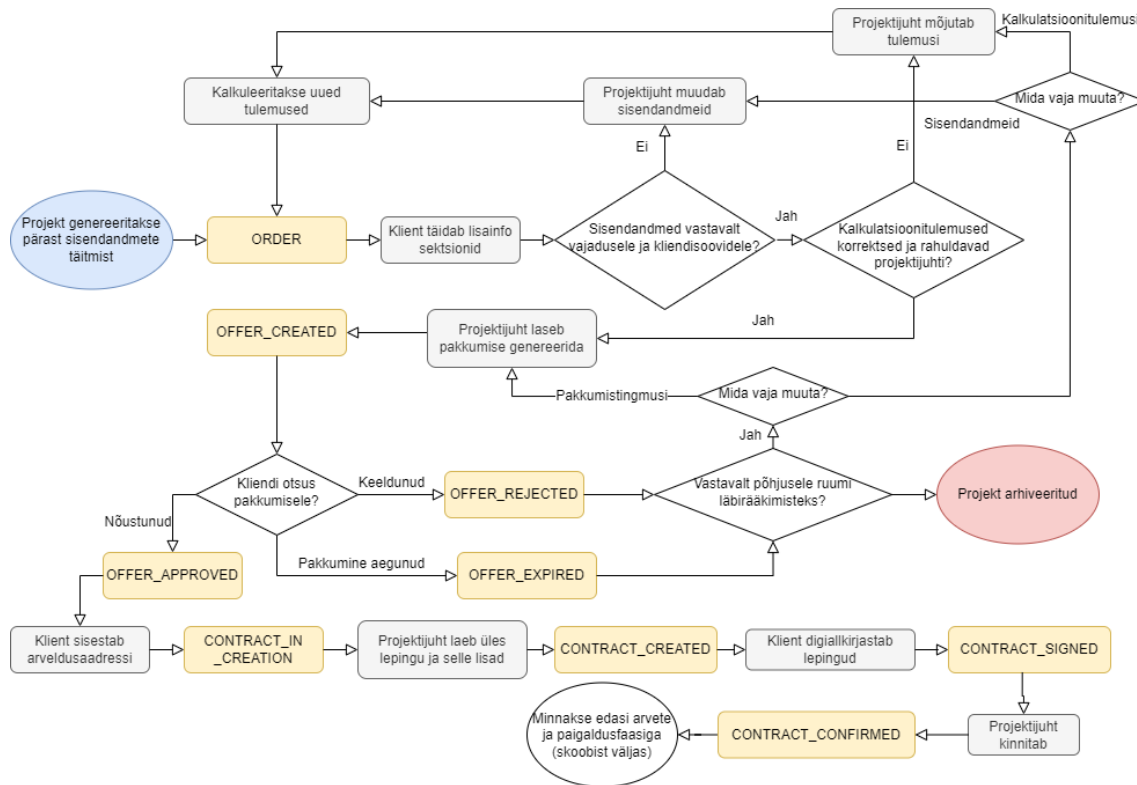 Kalkulatsioonitulemusi
Projektijuht mõjutab
tulemusi
Kalkuleeritakse uued
tulemused
Projektijuht muudab
sisendandmeid
Mida vaja muuta?
Sisendandmeid
Ei
Ei
Projekt genereeritakse
pärast sisendandmete
täitmist
ORDER
Klient täidab lisainfo
sektsionid
Sisendandmed vastavalt
vajadusele ja kliendisoovidele?
Jah
Kalkulatsioonitulemused
korrektsed ja rahuldavad
projektijuhti?
OFFER_CREATED
Projektijuht laseb
pakkumise genereerida
Jah
Pakkumistingmusi
Mida vaja muuta?
Jah
Kliendi otsus
pakkumisele?
Keeldunud
OFFER_REJECTED
Vastavalt põhjusele ruumi
läbirääkimisteks?
Projekt arhiveeritud
Nõustunud
OFFER_APPROVED
Pakkumine aegunud
OFFER_EXPIRED
Klient sisestab
arveldusaadressi
CONTRACT_IN
_CREATION
Projektijuht laeb üles
lepingu ja selle lisad
CONTRACT_CREATED
Klient digiallkirjastab
lepingud
CONTRACT_SIGNED
Minnakse edasi arvete
ja paigaldusfaasiga
(skoobist väljas)
CONTRACT_CONFIRMED
Projektijuht
kinnitab